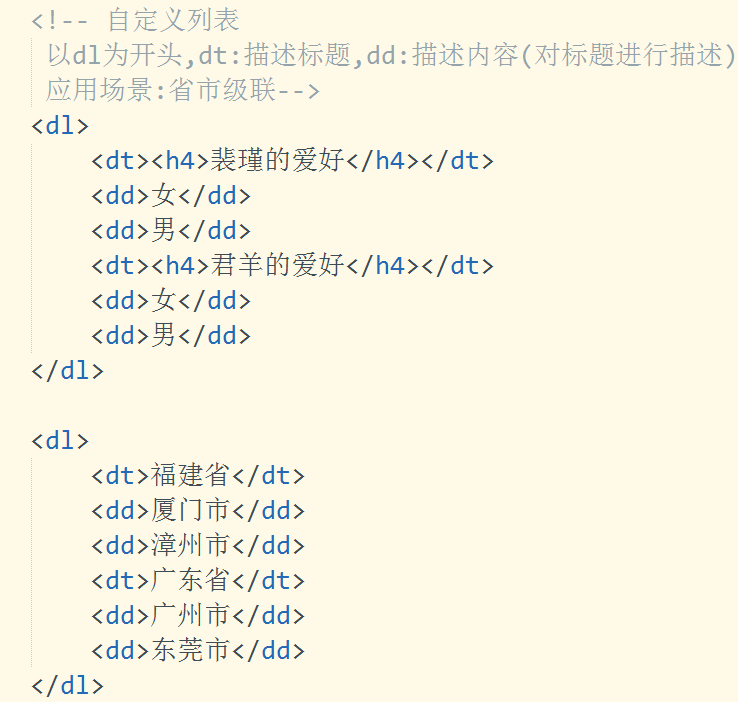 <!-- 自定义列表
以dl为开头,dt:描述标题,dd:描述内容(对标题进行描述)
应用场景:省市级联-->
<dl>
<dt><h4>裴瑾的爱好</h4></dt>
<dd>女</dd>
<dd>男</dd>
<dt><h4>君羊的爱好</h4></dt>
<dd>女</dd>
<dd>男</dd>
</dl>
<dl>
<dt>福建省</dt>
<dd>厦门市</dd>
<dd>漳州市</dd>
<dt>广东省</dt>
<dd>广州市</dd>
<dd>东莞市</dd>
</dl>